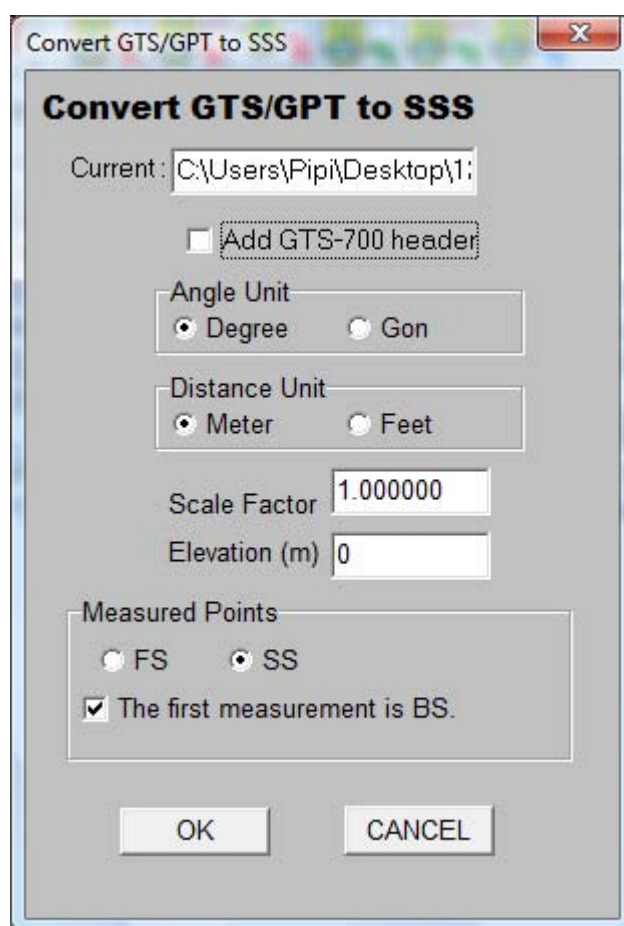 Convert GTS/GPT to SSS
Convert GTS/GPT to SSS
Current : C:\Users\Pipi\Desktop\1
Add GTS-700 header
Angle Unit
Degree Gon
Distance Unit
Meter Feet
Scale Factor 1.000000
Elevation (m) 0
Measured Points
FS SS
The first measurement is BS.
OK CANCEL